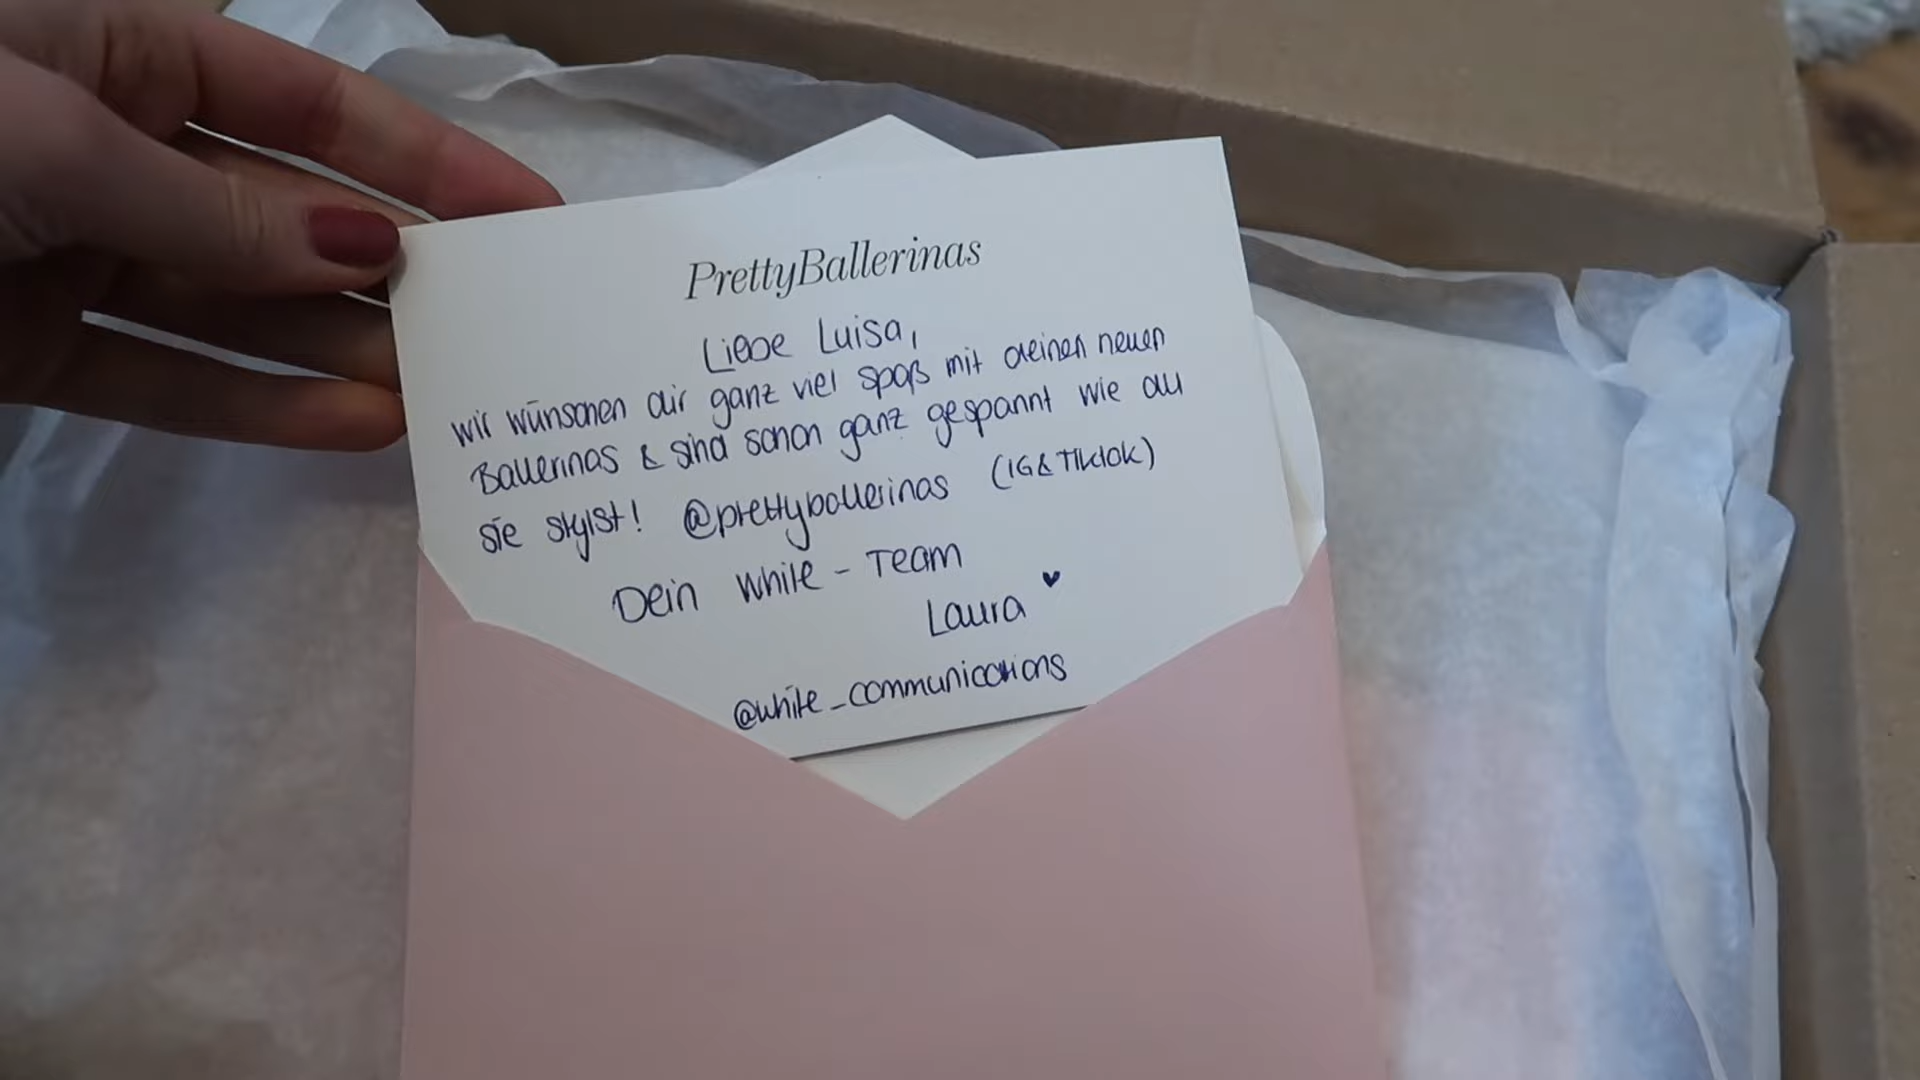 PrettyBallerinas
Liebe Luisa,
wir wünschen dir ganz viel spaß mit deinen neuen
Ballerinas & sind schon ganz gespannt wie du
sie stylst! @prettyballerinas (IG & TIktok)
Dein White - Team
Laura ♥
@white_communications